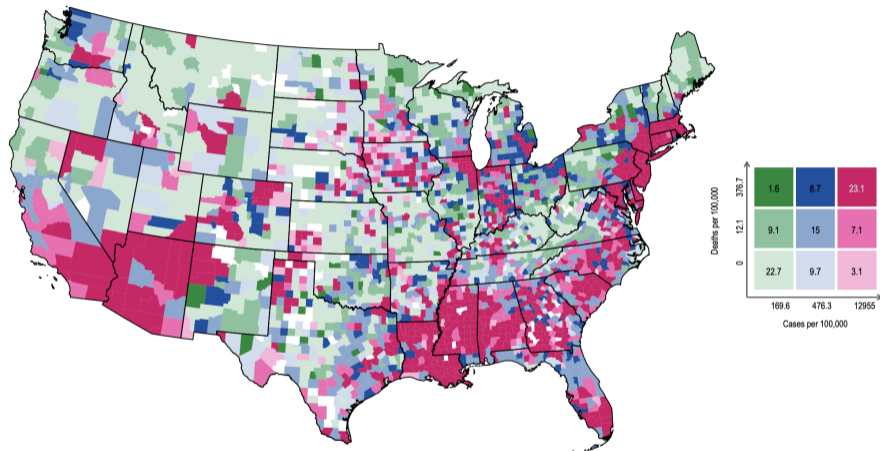 376.7
12.1
0
Deaths per 100,000
1.6 8.7 23.1
9.1 15 7.1
22.7 9.7 3.1
169.6 476.3 12955
Cases per 100,000